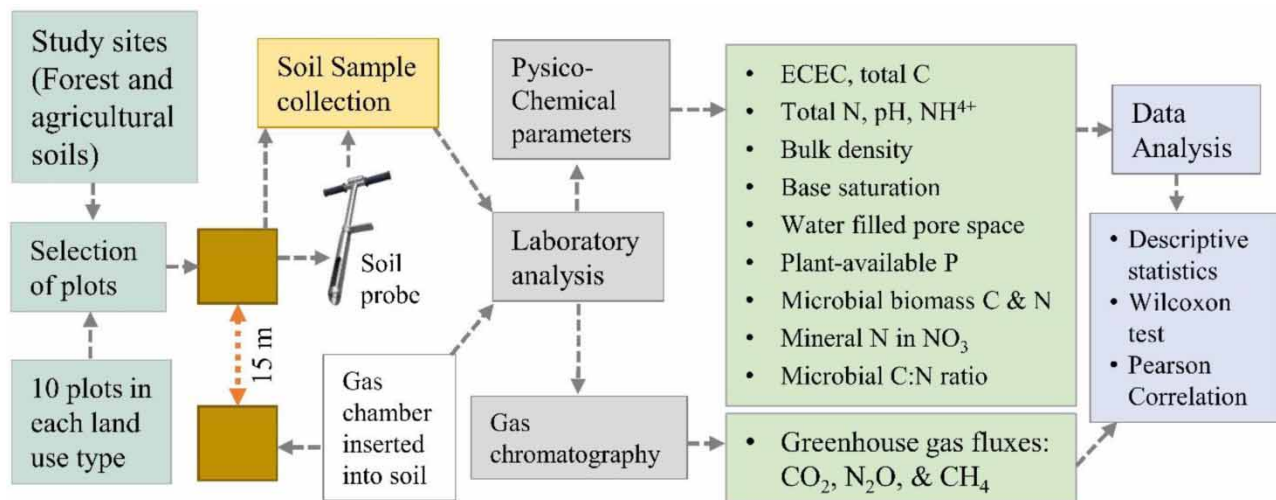 Study sites
(Forest and
agricultural
soils)
Selection
of plots
10 plots in
each land
use type
Soil Sample
collection
Soil
probe
15 m
Gas
chamber
inserted
into soil
Laboratory
analysis
Pysico-
Chemical
parameters
Gas
chromatography
• ECEC, total C
• Total N, pH, NH⁴⁺
• Bulk density
• Base saturation
• Water filled pore space
• Plant-available P
• Microbial biomass C & N
• Mineral N in NO₃
• Microbial C:N ratio
• Greenhouse gas fluxes:
CO₂, N₂O, & CH₄
Data
Analysis
• Descriptive
statistics
• Wilcoxon
test
• Pearson
Correlation